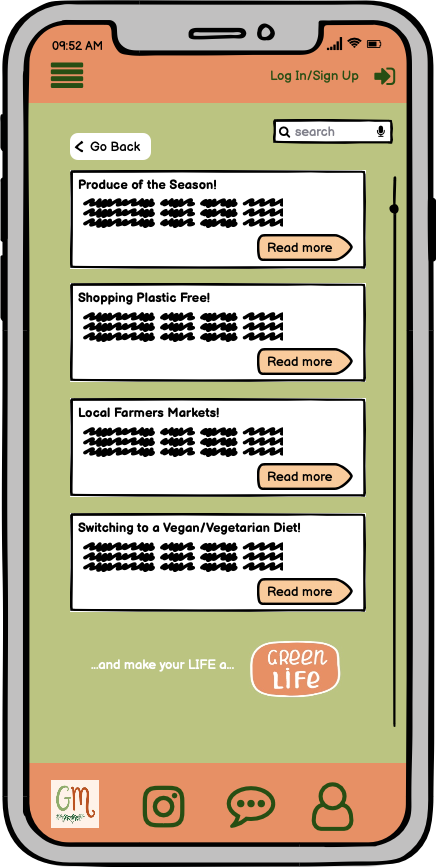 09:52 AM
Log In/Sign Up
search
Go Back
Produce of the Season!
Read more
Shopping Plastic Free!
Read more
Local Farmers Markets!
Read more
Switching to a Vegan/Vegetarian Diet!
Read more
...and make your LIFE a...
GREEN
LIFE
GM